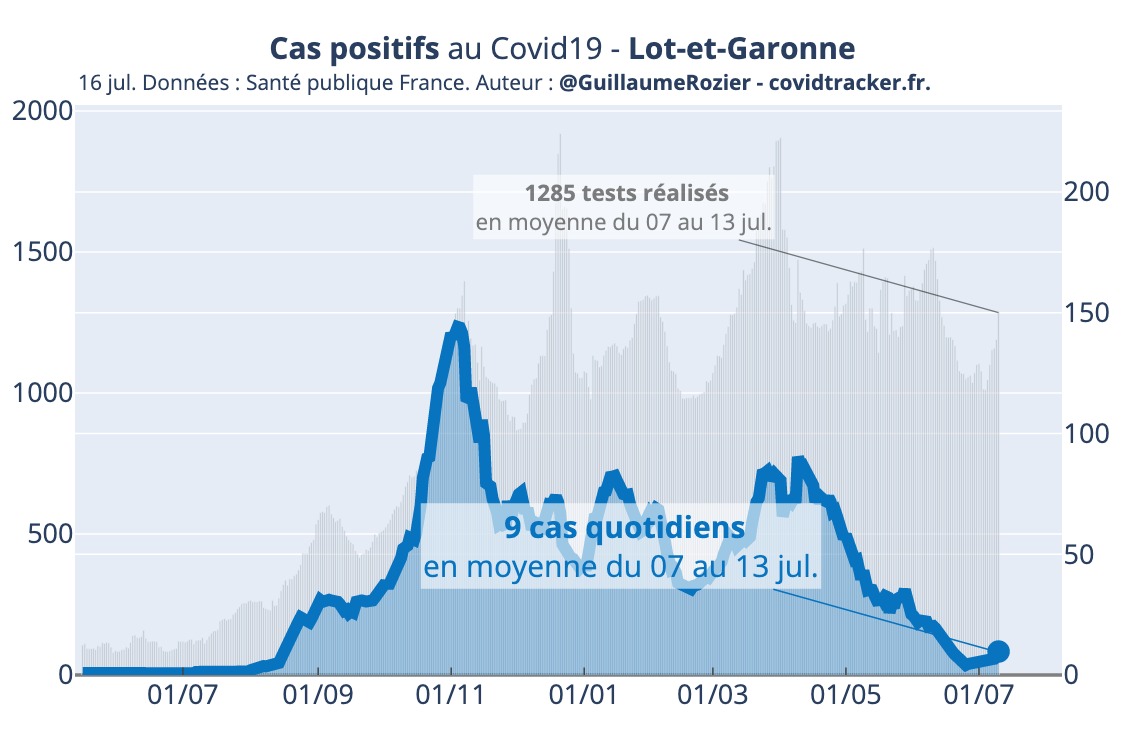 Cas positifs au Covid19 - Lot-et-Garonne
16 jul. Données : Santé publique France. Auteur : @GuillaumeRozier - covidtracker.fr.
2000
1500
1000
500
0
200
150
100
50
0
1285 tests réalisés
en moyenne du 07 au 13 jul.
9 cas quotidiens
en moyenne du 07 au 13 jul.
01/07 01/09 01/11 01/01 01/03 01/05 01/07